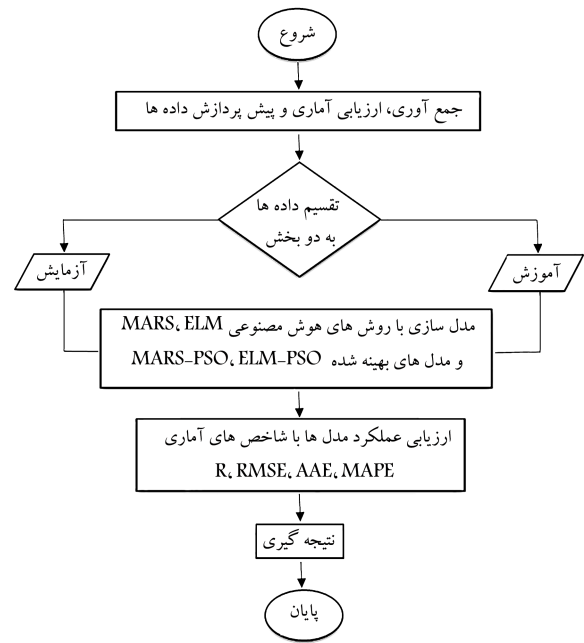 شروع
جمع آوری، ارزیابی آماری و پیش پردازش داده ها
تقسیم داده ها
به دو بخش
آموزش
آزمایش
مدل سازی با روش های هوش مصنوعی MARS، ELM
و مدل های بهینه شده MARS-PSO، ELM-PSO
ارزیابی عملکرد مدل ها با شاخص های آماری
R، RMSE، AAE، MAPE
نتیجه گیری
پایان